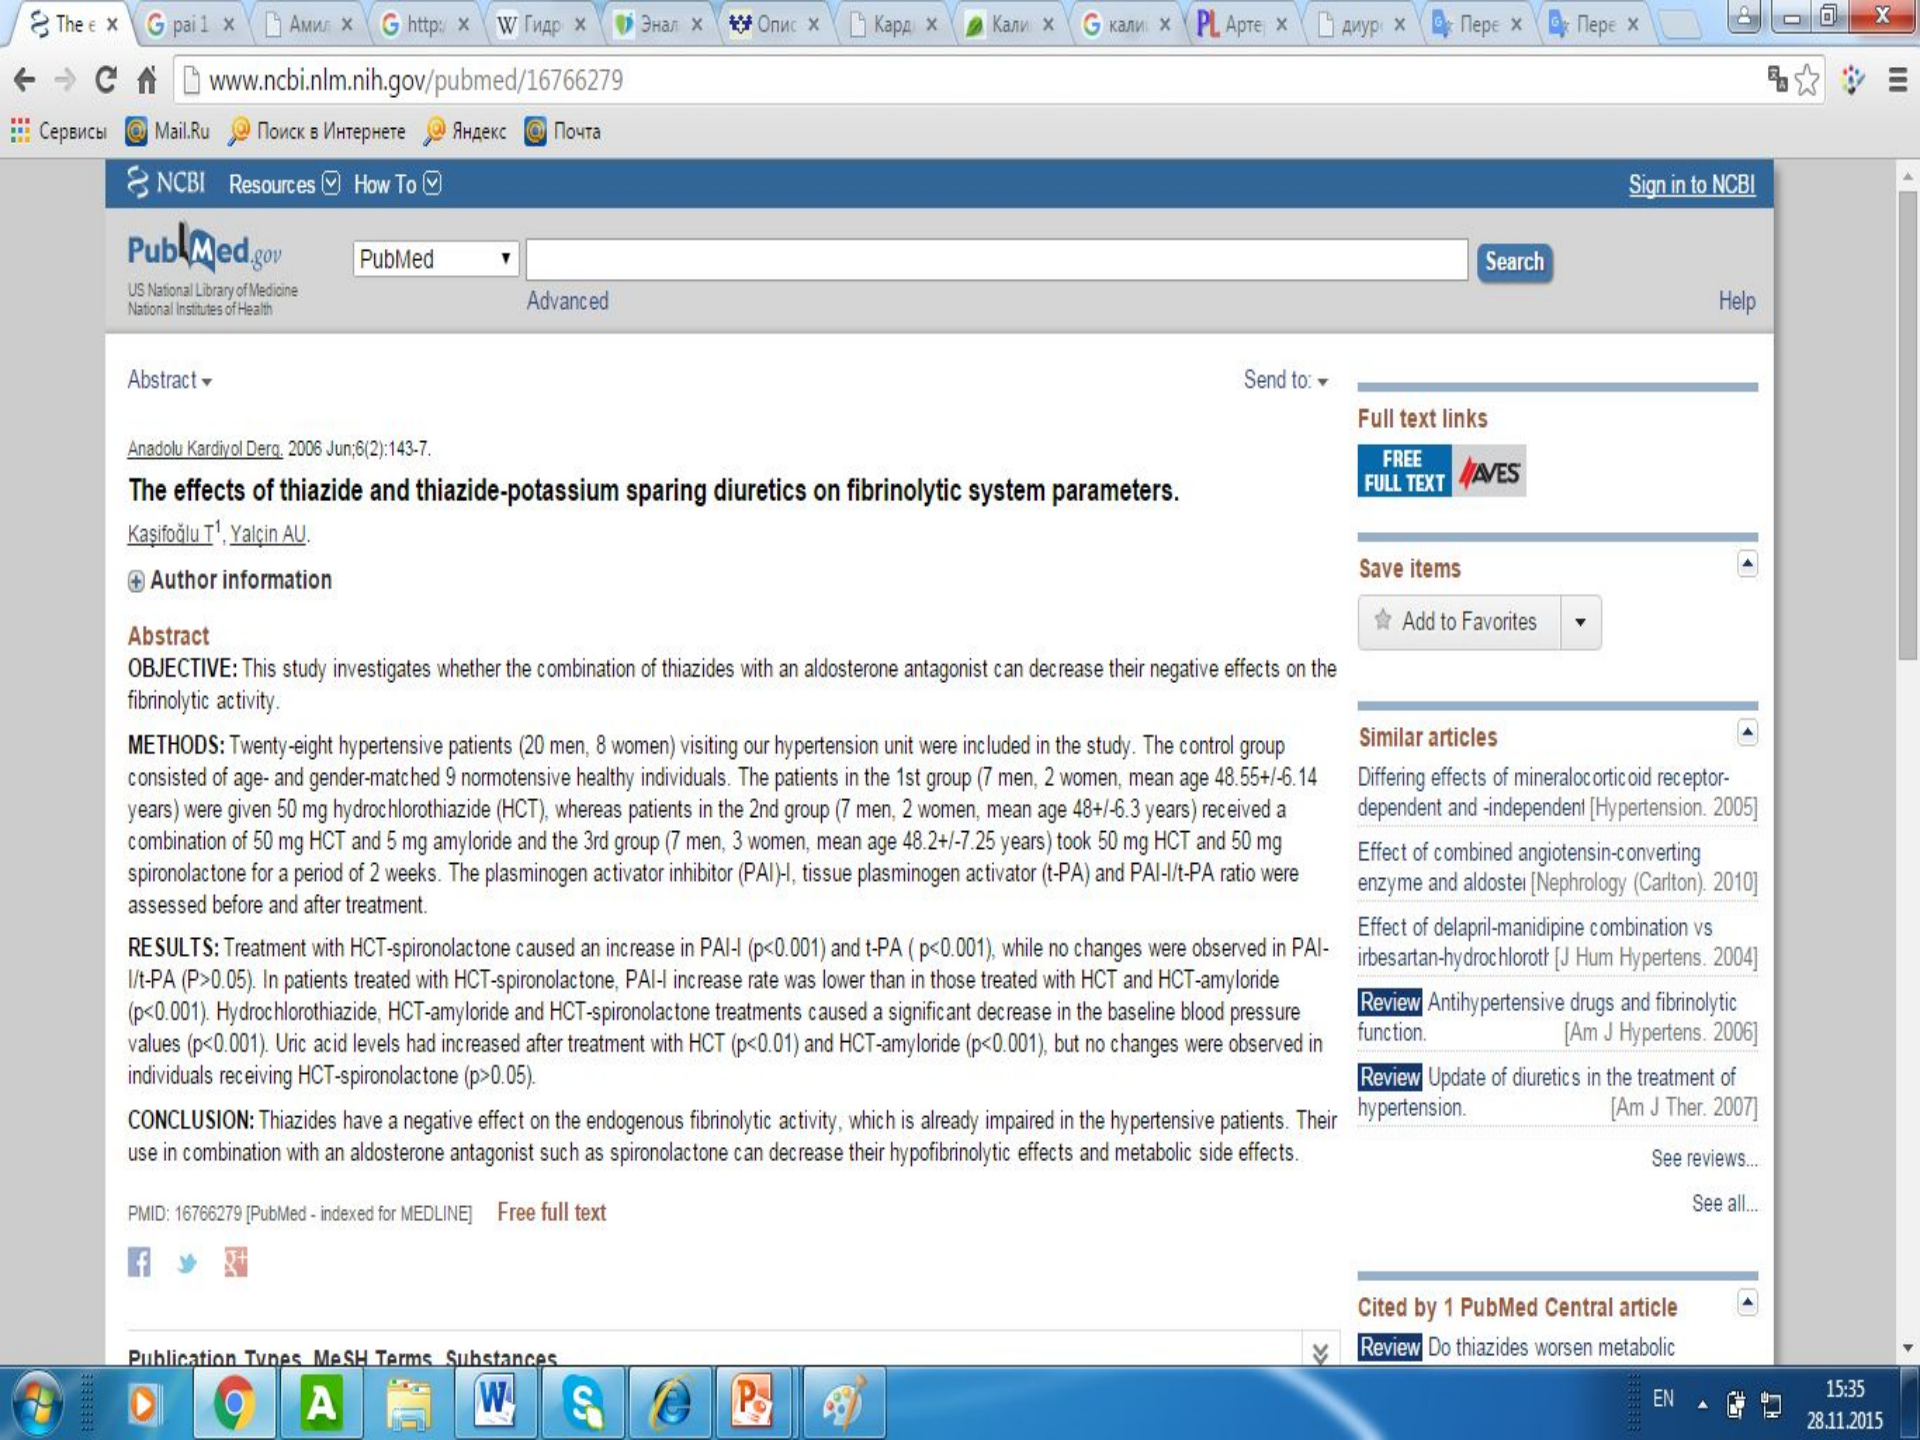 The e
pai 1
Амил
http:/
Гидр
Энал
Опис
Кард
Кали
кали
Арте
диур
Пере
Пере
www.ncbi.nlm.nih.gov/pubmed/16766279
Сервисы Mail.Ru Поиск в Интернете Яндекс Почта
NCBI Resources How To Sign in to NCBI
PubMed.gov
US National Library of Medicine
National Institutes of Health
PubMed
Search
Advanced
Help
Abstract
Send to:
Anadolu Kardiyol Derg. 2006 Jun;6(2):143-7.
The effects of thiazide and thiazide-potassium sparing diuretics on fibrinolytic system parameters.
Kaşifoğlu T1, Yalçin AU.
Author information
Abstract
OBJECTIVE: This study investigates whether the combination of thiazides with an aldosterone antagonist can decrease their negative effects on the
fibrinolytic activity.
METHODS: Twenty-eight hypertensive patients (20 men, 8 women) visiting our hypertension unit were included in the study. The control group
consisted of age- and gender-matched 9 normotensive healthy individuals. The patients in the 1st group (7 men, 2 women, mean age 48.55+/-6.14
years) were given 50 mg hydrochlorothiazide (HCT), whereas patients in the 2nd group (7 men, 2 women, mean age 48+/-6.3 years) received a
combination of 50 mg HCT and 5 mg amyloride and the 3rd group (7 men, 3 women, mean age 48.2+/-7.25 years) took 50 mg HCT and 50 mg
spironolactone for a period of 2 weeks. The plasminogen activator inhibitor (PAI)-I, tissue plasminogen activator (t-PA) and PAI-I/t-PA ratio were
assessed before and after treatment.
RESULTS: Treatment with HCT-spironolactone caused an increase in PAI-I (p<0.001) and t-PA ( p<0.001), while no changes were observed in PAI-
I/t-PA (P>0.05). In patients treated with HCT-spironolactone, PAI-I increase rate was lower than in those treated with HCT and HCT-amyloride
(p<0.001). Hydrochlorothiazide, HCT-amyloride and HCT-spironolactone treatments caused a significant decrease in the baseline blood pressure
values (p<0.001). Uric acid levels had increased after treatment with HCT (p<0.01) and HCT-amyloride (p<0.001), but no changes were observed in
individuals receiving HCT-spironolactone (p>0.05).
CONCLUSION: Thiazides have a negative effect on the endogenous fibrinolytic activity, which is already impaired in the hypertensive patients. Their
use in combination with an aldosterone antagonist such as spironolactone can decrease their hypofibrinolytic effects and metabolic side effects.
PMID: 16766279 [PubMed - indexed for MEDLINE] Free full text
Publication Types, MeSH Terms, Substances
Full text links
FREE
FULL TEXT
AVES
Save items
Add to Favorites
Similar articles
Differing effects of mineralocorticoid receptor-
dependent and -independent [Hypertension. 2005]
Effect of combined angiotensin-converting
enzyme and aldoster [Nephrology (Carlton). 2010]
Effect of delapril-manidipine combination vs
irbesartan-hydrochloroth [J Hum Hypertens. 2004]
Review Antihypertensive drugs and fibrinolytic
function. [Am J Hypertens. 2006]
Review Update of diuretics in the treatment of
hypertension. [Am J Ther. 2007]
See reviews...
See all...
Cited by 1 PubMed Central article
Review Do thiazides worsen metabolic
EN
15:35
28.11.2015